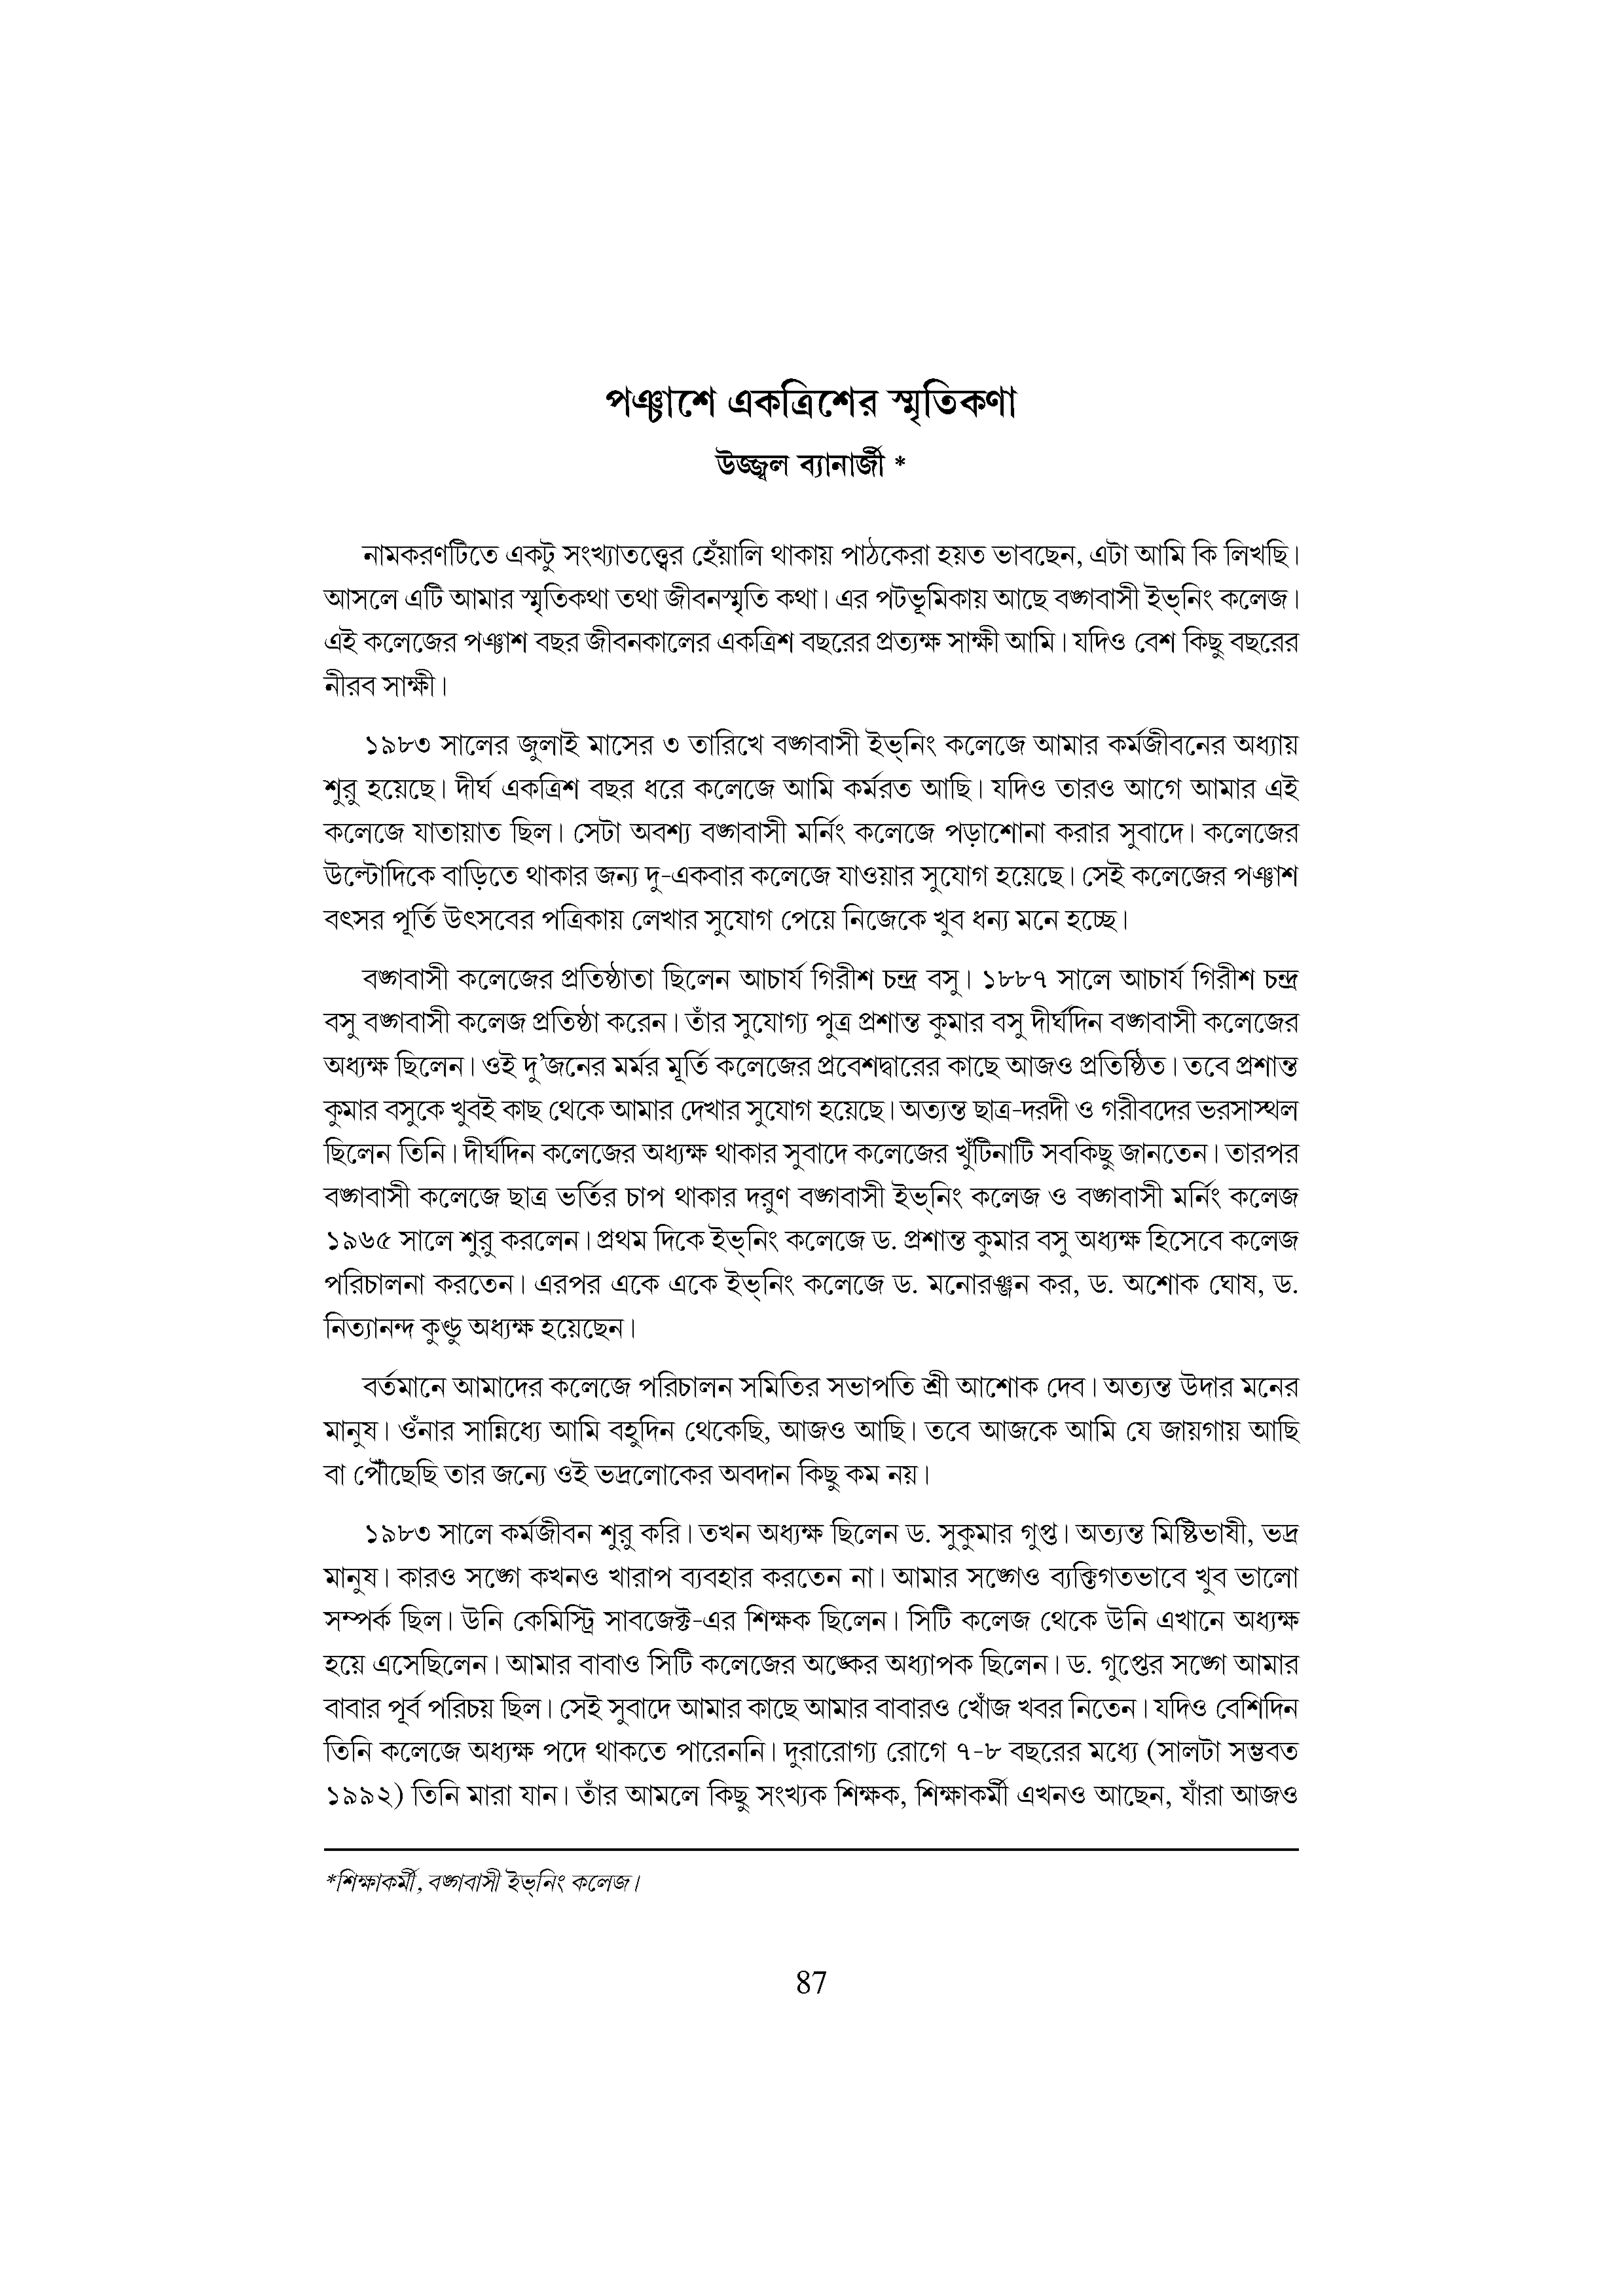 পঞ্চাশে একত্রিশের স্মৃতিকণা
উজ্জ্বল ব্যানার্জী *
নামকরণটিতে একটু সংখ্যাতত্ত্বের হেঁয়ালি থাকায় পাঠকেরা হয়ত ভাবছেন, এটা আমি কি লিখছি।
আসলে এটি আমার স্মৃতিকথা তথা জীবনস্মৃতি কথা। এর পটভূমিকায় আছে বঙ্গবাসী ইভ্‌নিং কলেজ।
এই কলেজের পঞ্চাশ বছর জীবনকালের একত্রিশ বছরের প্রত্যক্ষ সাক্ষী আমি। যদিও বেশ কিছু বছরের
নীরব সাক্ষী।
১৯৮৩ সালের জুলাই মাসের ৩ তারিখে বঙ্গবাসী ইভ্‌নিং কলেজে আমার কর্মজীবনের অধ্যায়
শুরু হয়েছে। দীর্ঘ একত্রিশ বছর ধরে কলেজে আমি কর্মরত আছি। যদিও তারও আগে আমার এই
কলেজে যাতায়াত ছিল। সেটা অবশ্য বঙ্গবাসী মর্নিং কলেজে পড়াশোনা করার সুবাদে। কলেজের
উল্টোদিকে বাড়িতে থাকার জন্য দু-একবার কলেজে যাওয়ার সুযোগ হয়েছে। সেই কলেজের পঞ্চাশ
বৎসর পূর্তি উৎসবের পত্রিকায় লেখার সুযোগ পেয়ে নিজেকে খুব ধন্য মনে হচ্ছে।
বঙ্গবাসী কলেজের প্রতিষ্ঠাতা ছিলেন আচার্য গিরীশ চন্দ্র বসু। ১৮৮৭ সালে আচার্য গিরীশ চন্দ্র
বসু বঙ্গবাসী কলেজ প্রতিষ্ঠা করেন। তাঁর সুযোগ্য পুত্র প্রশান্ত কুমার বসু দীর্ঘদিন বঙ্গবাসী কলেজের
অধ্যক্ষ ছিলেন। ওই দু’জনের মর্মর মূর্তি কলেজের প্রবেশদ্বারের কাছে আজও প্রতিষ্ঠিত। তবে প্রশান্ত
কুমার বসুকে খুবই কাছ থেকে আমার দেখার সুযোগ হয়েছে। অত্যন্ত ছাত্র-দরদী ও গরীবদের ভরসাস্থল
ছিলেন তিনি। দীর্ঘদিন কলেজের অধ্যক্ষ থাকার সুবাদে কলেজের খুঁটিনাটি সবকিছু জানতেন। তারপর
বঙ্গবাসী কলেজে ছাত্র ভর্তির চাপ থাকার দরুণ বঙ্গবাসী ইভ্‌নিং কলেজ ও বঙ্গবাসী মর্নিং কলেজ
১৯৬৫ সালে শুরু করলেন। প্রথম দিকে ইভ্‌নিং কলেজে ড. প্রশান্ত কুমার বসু অধ্যক্ষ হিসেবে কলেজ
পরিচালনা করতেন। এরপর একে একে ইভ্‌নিং কলেজে ড. মনোরঞ্জন কর, ড. অশোক ঘোষ, ড.
নিত্যানন্দ কুণ্ডু অধ্যক্ষ হয়েছেন।
বর্তমানে আমাদের কলেজে পরিচালন সমিতির সভাপতি শ্রী আশোক দেব। অত্যন্ত উদার মনের
মানুষ। ওঁনার সান্নিধ্যে আমি বহুদিন থেকেছি, আজও আছি। তবে আজকে আমি যে জায়গায় আছি
বা পৌঁছেছি তার জন্যে ওই ভদ্রলোকের অবদান কিছু কম নয়।
১৯৮৩ সালে কর্মজীবন শুরু করি। তখন অধ্যক্ষ ছিলেন ড. সুকুমার গুপ্ত। অত্যন্ত মিষ্টিভাষী, ভদ্র
মানুষ। কারও সঙ্গে কখনও খারাপ ব্যবহার করতেন না। আমার সঙ্গেও ব্যক্তিগতভাবে খুব ভালো
সম্পর্ক ছিল। উনি কেমিস্ট্রি সাবজেক্ট-এর শিক্ষক ছিলেন। সিটি কলেজ থেকে উনি এখানে অধ্যক্ষ
হয়ে এসেছিলেন। আমার বাবাও সিটি কলেজের অঙ্কের অধ্যাপক ছিলেন। ড. গুপ্তের সঙ্গে আমার
বাবার পূর্ব পরিচয় ছিল। সেই সুবাদে আমার কাছে আমার বাবারও খোঁজ খবর নিতেন। যদিও বেশিদিন
তিনি কলেজে অধ্যক্ষ পদে থাকতে পারেননি। দুরারোগ্য রোগে ৭-৮ বছরের মধ্যে (সালটা সম্ভবত
১৯৯২) তিনি মারা যান। তাঁর আমলে কিছু সংখ্যক শিক্ষক, শিক্ষাকর্মী এখনও আছেন, যাঁরা আজও
*শিক্ষাকর্মী, বঙ্গবাসী ইভ্‌নিং কলেজ।
87